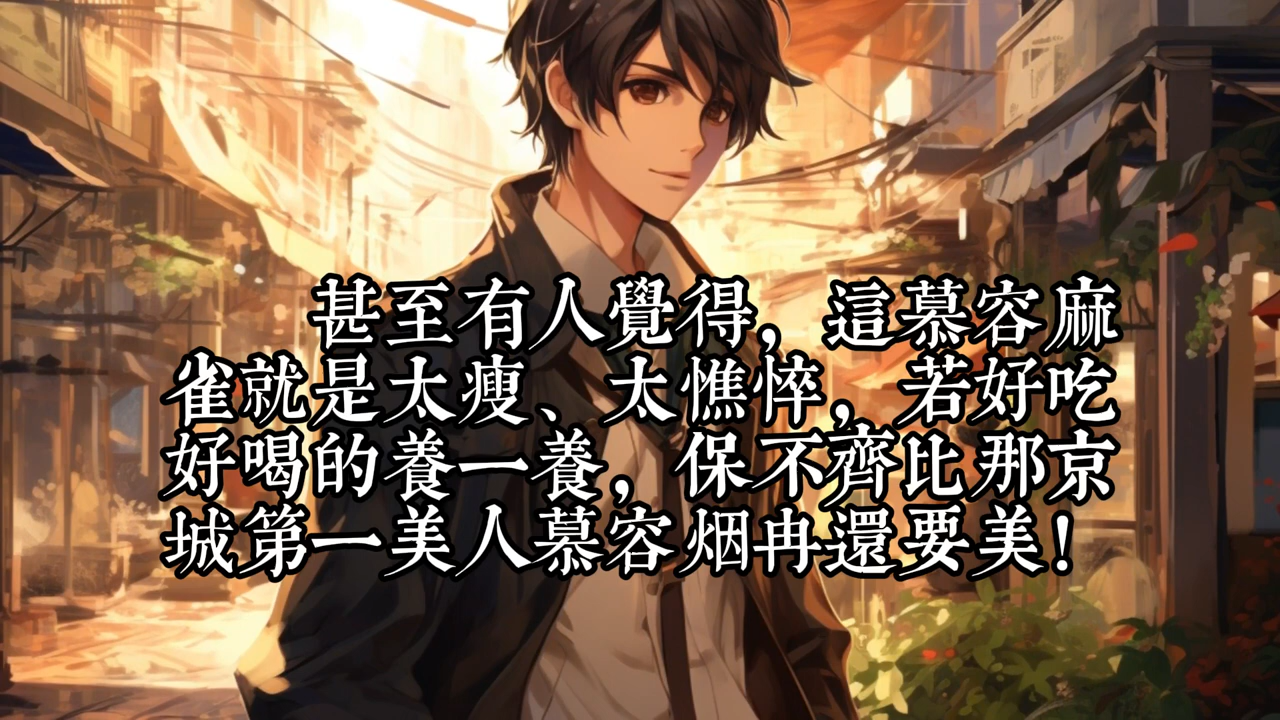 甚至有人覺得，這慕容麻
雀就是太瘦、太憔悴，若好吃
好喝的養一養，保不齊比那京
城第一美人慕容烟冉還要美！